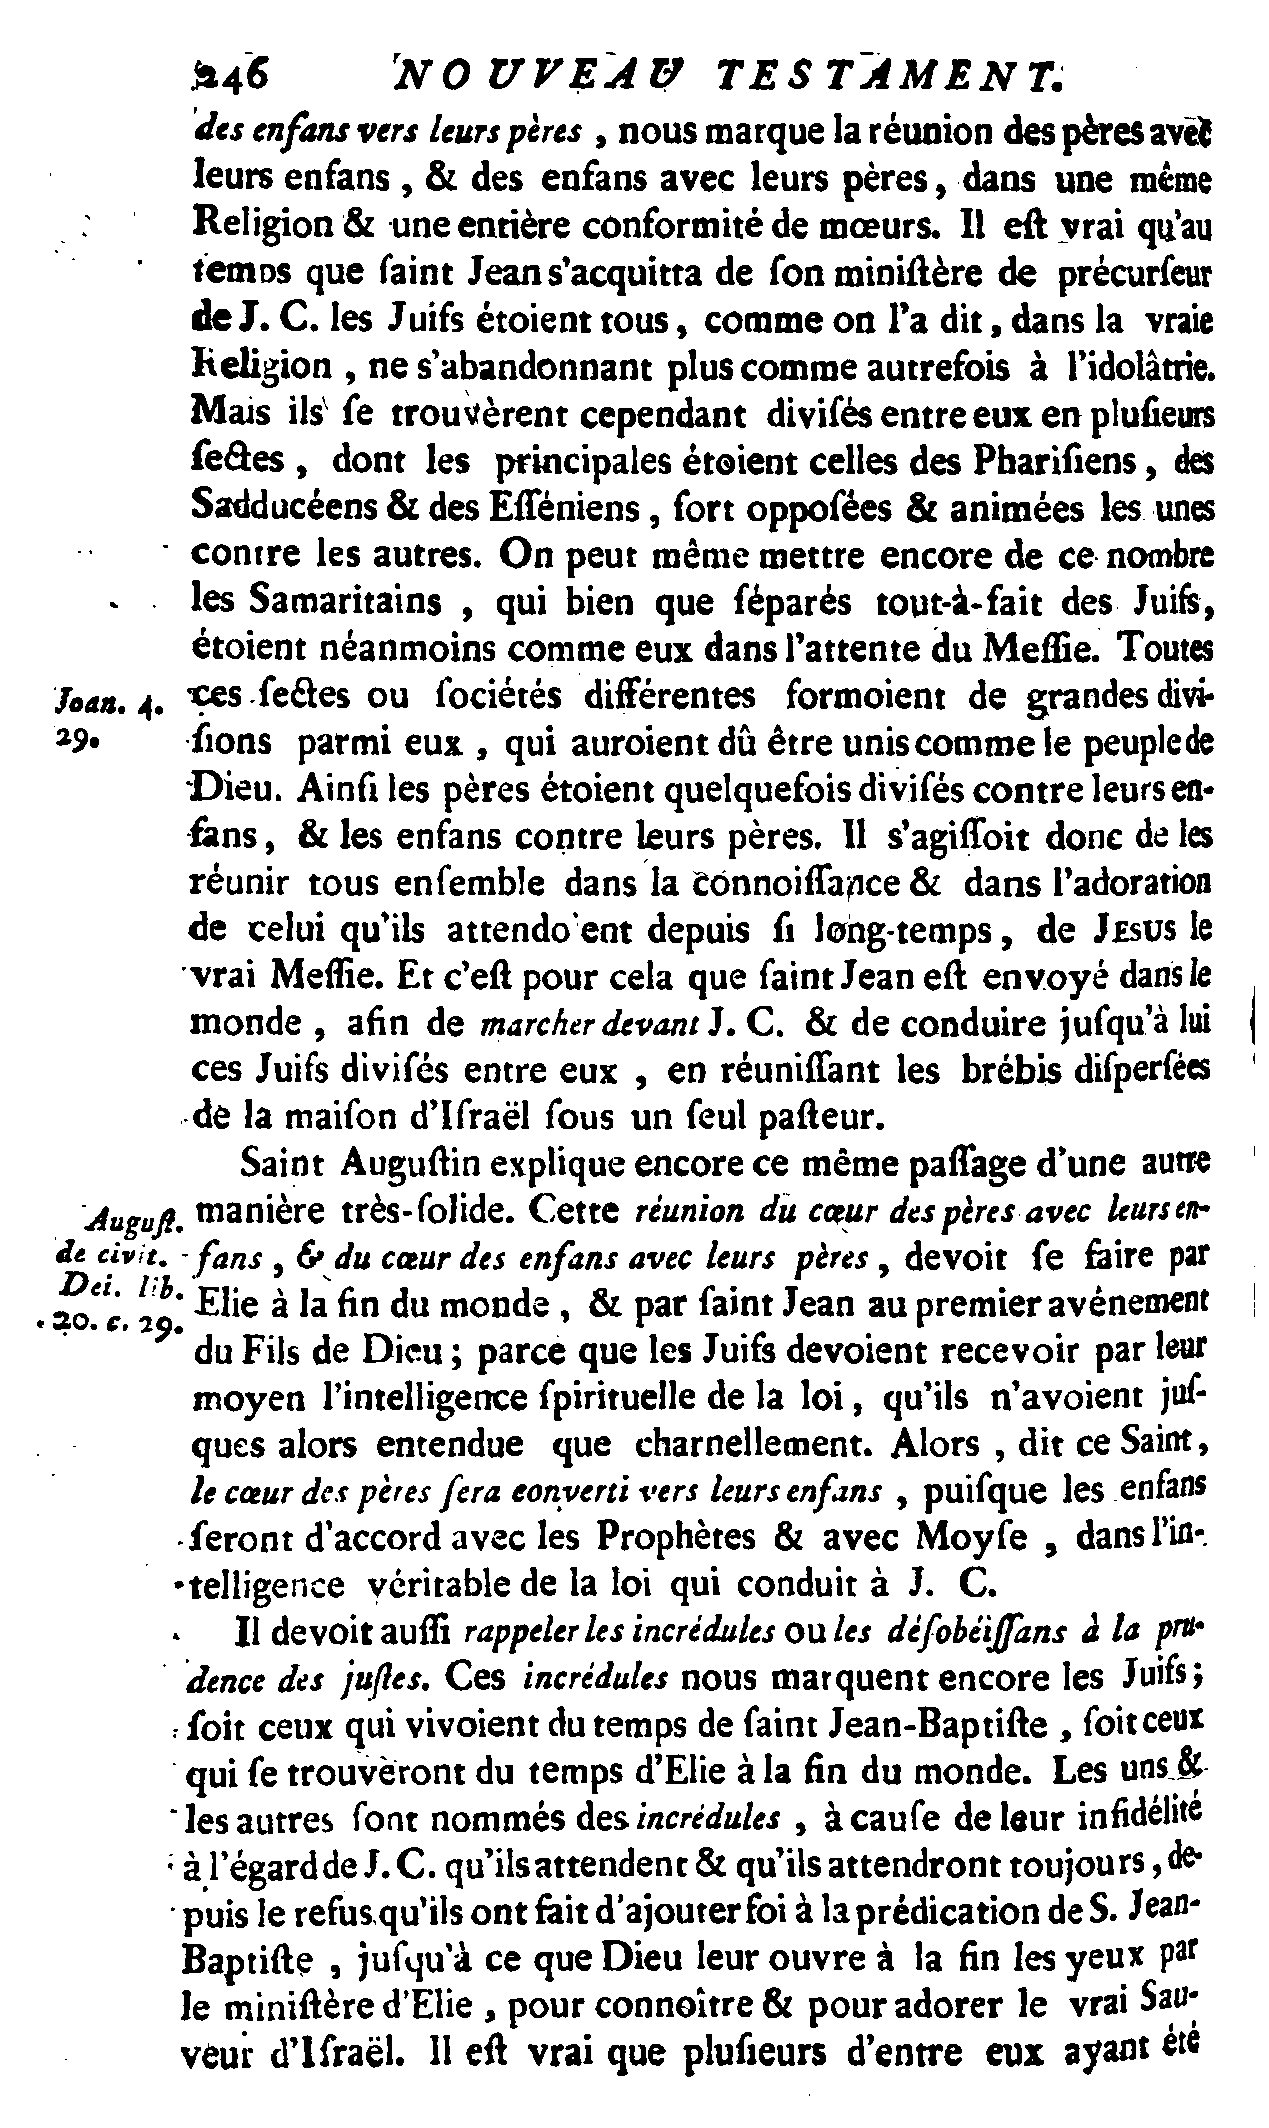 246 NOUVEAU TESTAMENT.
des enfans vers leurs pères, nous marque la réunion des pères avec
leurs enfans, & des enfans avec leurs pères, dans une même
Religion & une entière conformité de mœurs. Il eſt vrai qu'au
temps que ſaint Jean s'acquitta de ſon miniſtère de précurſeur
de J. C. les Juifs étoient tous, comme on l'a dit, dans la vraie
Religion, ne s'abandonnant plus comme autrefois à l'idolâtrie.
Mais ils ſe trouvèrent cependant diviſés entre eux en pluſieurs
ſectes, dont les principales étoient celles des Phariſiens, des
Sadducéens & des Eſſéniens, fort oppoſées & animées les unes
contre les autres. On peut même mettre encore de ce nombre
les Samaritains, qui bien que ſéparés tout-à-fait des Juifs,
étoient néanmoins comme eux dans l'attente du Meſſie. Toutes
Joan. 4. ces ſectes ou ſociétés différentes formoient de grandes divi-
29. ſions parmi eux, qui auroient dû être unis comme le peuple de
Dieu. Ainſi les pères étoient quelquefois diviſés contre leurs en-
fans, & les enfans contre leurs pères. Il s'agiſſoit donc de les
réunir tous enſemble dans la connoiſſance & dans l'adoration
de celui qu'ils attendoient depuis ſi long-temps, de JESUS le
vrai Meſſie. Et c'eſt pour cela que ſaint Jean eſt envoyé dans le
monde, afin de marcher devant J. C. & de conduire juſqu'à lui
ces Juifs diviſés entre eux, en réuniſſant les brébis diſperſées
de la maiſon d'Iſraël ſous un ſeul paſteur.
Saint Auguſtin explique encore ce même paſſage d'une autre
Auguſt. manière très-ſolide. Cette réunion du cœur des pères avec leurs en-
de civit. fans, & du cœur des enfans avec leurs pères, devoit ſe faire par
Dei. lib. Elie à la fin du monde, & par ſaint Jean au premier avénement
20. c. 29. du Fils de Dieu; parce que les Juifs devoient recevoir par leur
moyen l'intelligence ſpirituelle de la loi, qu'ils n'avoient juſ-
ques alors entendue que charnellement. Alors, dit ce Saint,
le cœur des pères ſera converti vers leurs enfans, puiſque les enfans
ſeront d'accord avec les Prophètes & avec Moyſe, dans l'in-
telligence véritable de la loi qui conduit à J. C.
Il devoit auſſi rappeler les incrédules ou les déſobéiſſans à la pru-
dence des juſtes. Ces incrédules nous marquent encore les Juifs;
ſoit ceux qui vivoient du temps de ſaint Jean-Baptiſte, ſoit ceux
qui ſe trouveront du temps d'Elie à la fin du monde. Les uns &
les autres ſont nommés des incrédules, à cauſe de leur infidélité
à l'égard de J. C. qu'ils attendent & qu'ils attendront toujours, de-
puis le refus qu'ils ont fait d'ajouter foi à la prédication de S. Jean-
Baptiſte, juſqu'à ce que Dieu leur ouvre à la fin les yeux par
le miniſtère d'Elie, pour connoître & pour adorer le vrai Sau-
veur d'Iſraël. Il eſt vrai que pluſieurs d'entre eux ayant été